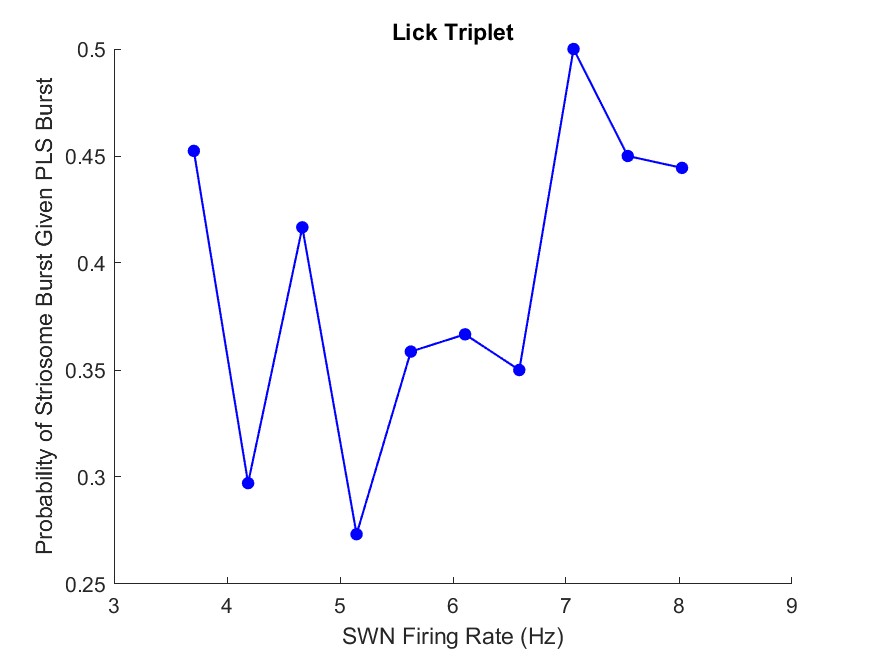 Lick Triplet
Probability of Striosome Burst Given PLS Burst
0.5
0.45
0.4
0.35
0.3
0.25
3 4 5 6 7 8 9
SWN Firing Rate (Hz)